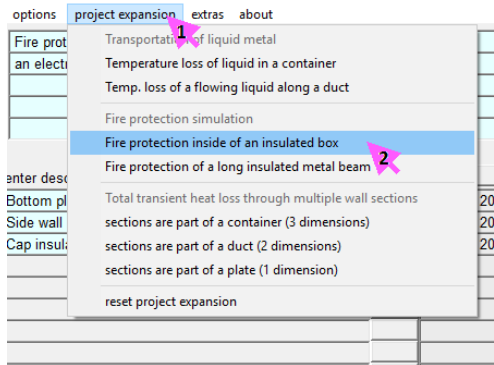 options project expansion extras about
1
Fire prot
Transportation of liquid metal
an electr
Temperature loss of liquid in a container
Temp. loss of a flowing liquid along a duct
Fire protection simulation
Fire protection inside of an insulated box
2
Fire protection of a long insulated metal beam
enter desc
Total transient heat loss through multiple wall sections
Bottom pl
20
Side wall
sections are part of a container (3 dimensions)
20
Cap insula
sections are part of a duct (2 dimensions)
20
sections are part of a plate (1 dimension)
reset project expansion